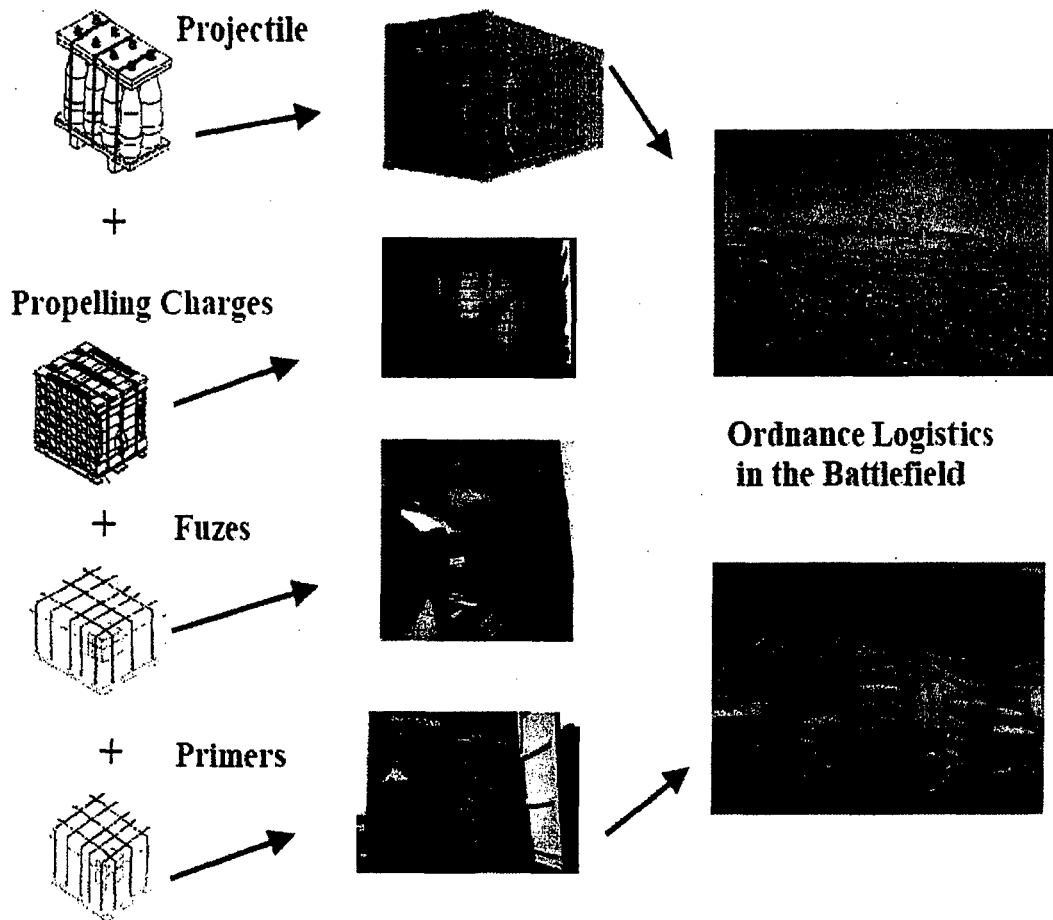 Projectile
+
Propelling Charges
+ Fuzes
+ Primers
Ordnance Logistics
in the Battlefield